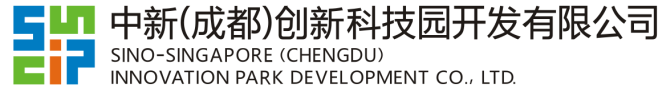 中新(成都)创新科技园开发有限公司
SINO-SINGAPORE (CHENGDU)
INNOVATION PARK DEVELOPMENT CO., LTD.